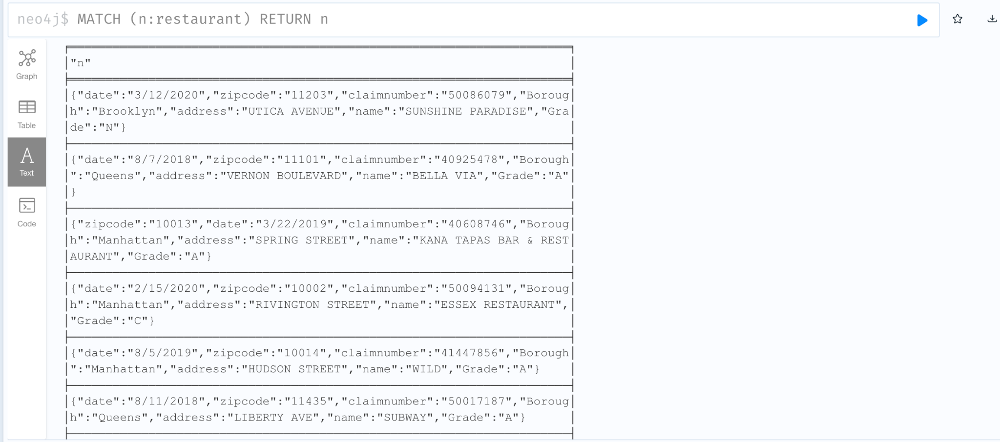 neo4j$ MATCH (n:restaurant) RETURN n
Graph
Table
Text
Code
"n"
{"date":"3/12/2020","zipcode":"11203","claimnumber":"50086079","Boroug
h":"Brooklyn","address":"UTICA AVENUE","name":"SUNSHINE PARADISE","Gra
de":"N"}
{"date":"8/7/2018","zipcode":"11101","claimnumber":"40925478","Borough
":"Queens","address":"VERNON BOULEVARD","name":"BELLA VIA","Grade":"A"
}
{"zipcode":"10013","date":"3/22/2019","claimnumber":"40608746","Boroug
h":"Manhattan","address":"SPRING STREET","name":"KANA TAPAS BAR & REST
AURANT","Grade":"A"}
{"date":"2/15/2020","zipcode":"10002","claimnumber":"50094131","Boroug
h":"Manhattan","address":"RIVINGTON STREET","name":"ESSEX RESTAURANT",
"Grade":"C"}
{"date":"8/5/2019","zipcode":"10014","claimnumber":"41447856","Borough
":"Manhattan","address":"HUDSON STREET","name":"WILD","Grade":"A"}
{"date":"8/11/2018","zipcode":"11435","claimnumber":"50017187","Boroug
h":"Queens","address":"LIBERTY AVE","name":"SUBWAY","Grade":"A"}